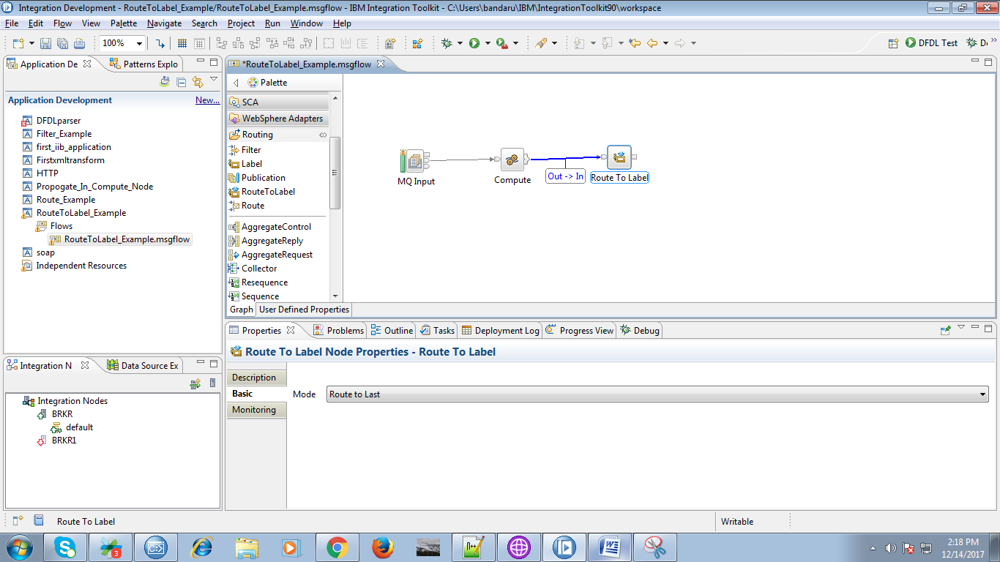 Integration Development - RouteToLabel_Example/RouteToLabel_Example.msgflow - IBM Integration Toolkit - C:\Users\bandaru\IBM\IntegrationToolkit90\workspace
File Edit Flow View Palette Navigate Search Project Run Window Help
100%
DFDL Test
D.
Application De
Patterns Explo
Application Development
New...
DFDLparser
Filter_Example
first_iib_application
Firstxmltransform
HTTP
Propogate_In_Compute_Node
Route_Example
RouteToLabel_Example
Flows
RouteToLabel_Example.msgflow
soap
Independent Resources
*RouteToLabel_Example.msgflow
Palette
SCA
WebSphere Adapters
Routing
Filter
Label
Publication
RouteToLabel
Route
AggregateControl
AggregateReply
AggregateRequest
Collector
Resequence
Sequence
MQ Input
Compute
Out -> In
Route To Label
Graph
User Defined Properties
Integration N
Data Source Ex
Integration Nodes
BRKR
default
BRKR1
Properties
Problems
Outline
Tasks
Deployment Log
Progress View
Debug
Route To Label Node Properties - Route To Label
Description
Basic
Monitoring
Mode
Route to Last
Route To Label
Writable
3
2:18 PM
12/14/2017